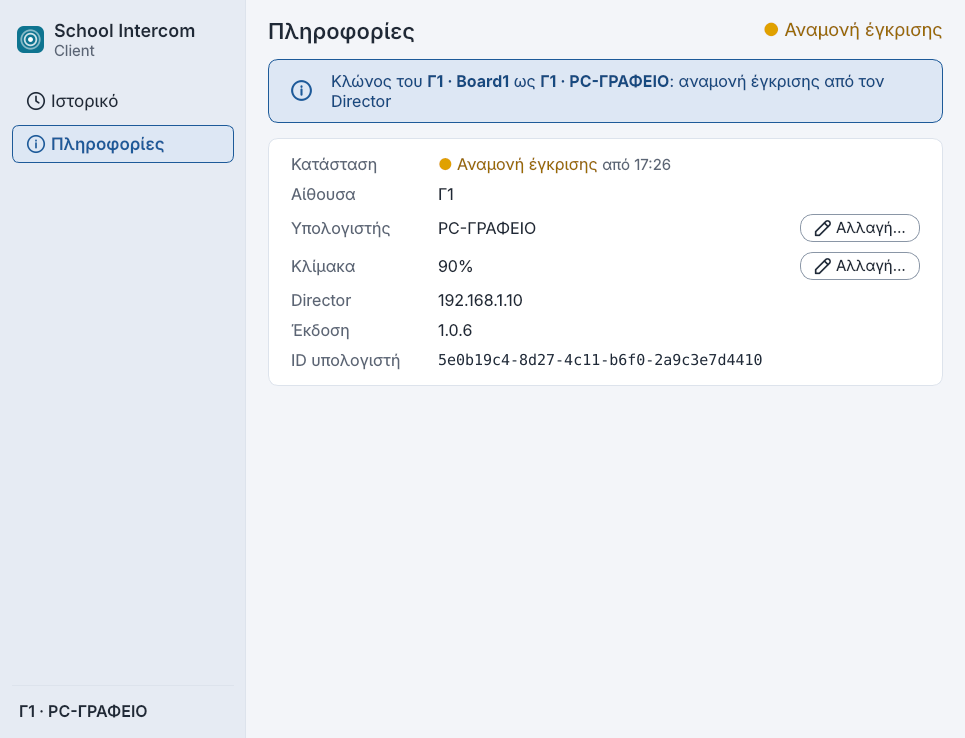 School Intercom
Client
Ιστορικό
Πληροφορίες
Γ1 · PC-ΓΡΑΦΕΙΟ
Πληροφορίες
Αναμονή έγκρισης
Κλώνος του Γ1 · Board1 ως Γ1 · PC-ΓΡΑΦΕΙΟ: αναμονή έγκρισης από τον
Director
Κατάσταση Αναμονή έγκρισης από 17:26
Αίθουσα Γ1
Υπολογιστής PC-ΓΡΑΦΕΙΟ Αλλαγή...
Κλίμακα 90% Αλλαγή...
Director 192.168.1.10
Έκδοση 1.0.6
ID υπολογιστή 5e0b19c4-8d27-4c11-b6f0-2a9c3e7d4410